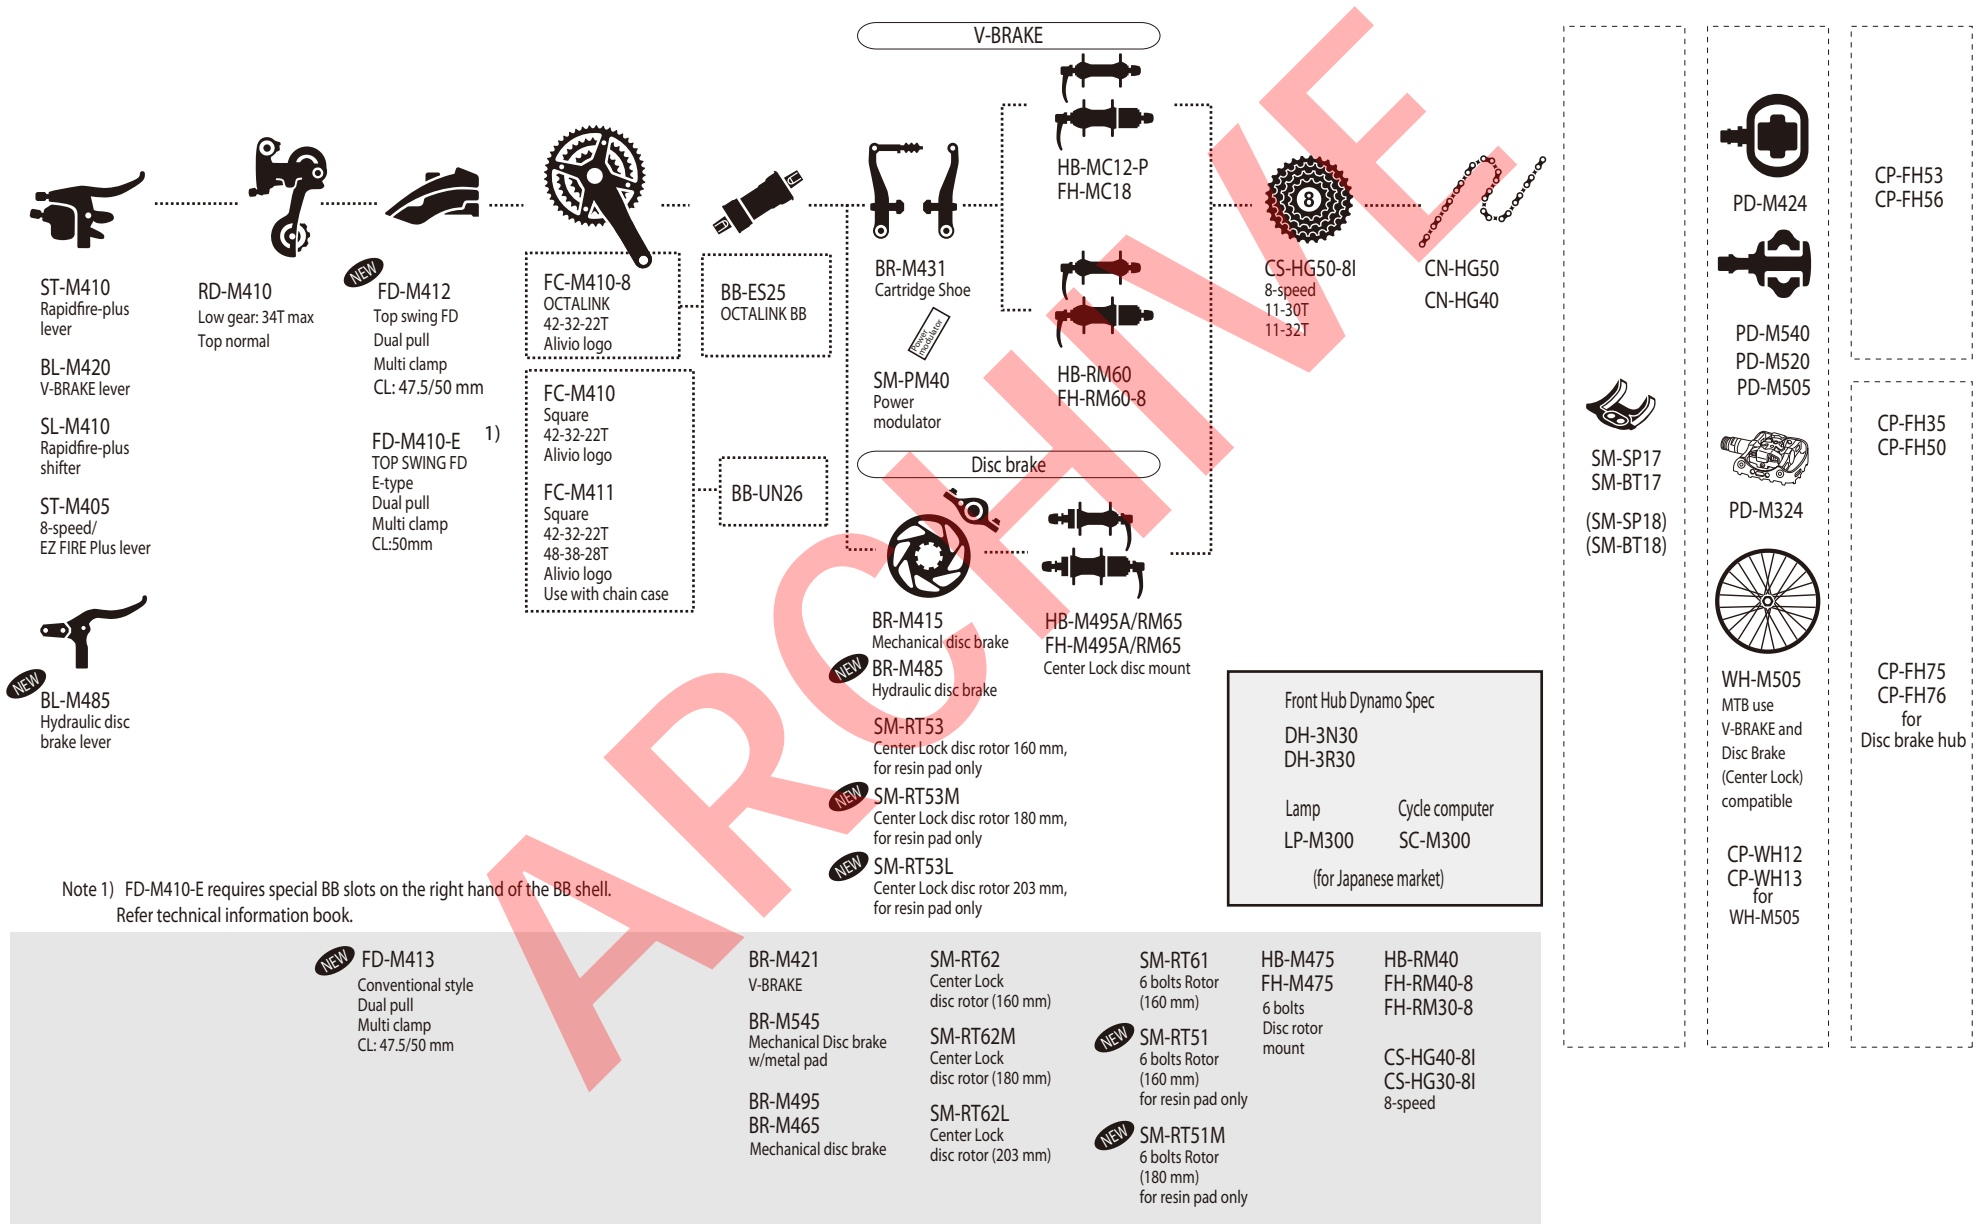 V-BRAKE
ST-M410
Rapidfire-plus
lever
BL-M420
V-BRAKE lever
SL-M410
Rapidfire-plus
shifter
ST-M405
8-speed/
EZ FIRE Plus lever
NEW
BL-M485
Hydraulic disc
brake lever
RD-M410
Low gear: 34T max
Top normal
NEW
FD-M412
Top swing FD
Dual pull
Multi clamp
CL: 47.5/50 mm
FD-M410-E 1)
TOP SWING FD
E-type
Dual pull
Multi clamp
CL:50mm
FC-M410-8
OCTALINK
42-32-22T
Alivio logo
FC-M410
Square
42-32-22T
Alivio logo
FC-M411
Square
42-32-22T
48-38-28T
Alivio logo
Use with chain case
BB-ES25
OCTALINK BB
BB-UN26
BR-M431
Cartridge Shoe
Power
modulator
SM-PM40
Power
modulator
HB-MC12-P
FH-MC18
HB-RM60
FH-RM60-8
Disc brake
BR-M415
Mechanical disc brake
NEW
BR-M485
Hydraulic disc brake
SM-RT53
Center Lock disc rotor 160 mm,
for resin pad only
NEW
SM-RT53M
Center Lock disc rotor 180 mm,
for resin pad only
NEW
SM-RT53L
Center Lock disc rotor 203 mm,
for resin pad only
HB-M495A/RM65
FH-M495A/RM65
Center Lock disc mount
8
CS-HG50-8I
8-speed
11-30T
11-32T
CN-HG50
CN-HG40
Front Hub Dynamo Spec
DH-3N30
DH-3R30
Lamp Cycle computer
LP-M300 SC-M300
(for Japanese market)
SM-SP17
SM-BT17
(SM-SP18)
(SM-BT18)
PD-M424
PD-M540
PD-M520
PD-M505
PD-M324
WH-M505
MTB use
V-BRAKE and
Disc Brake
(Center Lock)
compatible
CP-WH12
CP-WH13
for
WH-M505
CP-FH53
CP-FH56
CP-FH35
CP-FH50
CP-FH75
CP-FH76
for
Disc brake hub
Note 1) FD-M410-E requires special BB slots on the right hand of the BB shell.
Refer technical information book.
NEW
FD-M413
Conventional style
Dual pull
Multi clamp
CL: 47.5/50 mm
BR-M421
V-BRAKE
BR-M545
Mechanical Disc brake
w/metal pad
BR-M495
BR-M465
Mechanical disc brake
SM-RT62
Center Lock
disc rotor (160 mm)
SM-RT62M
Center Lock
disc rotor (180 mm)
SM-RT62L
Center Lock
disc rotor (203 mm)
SM-RT61
6 bolts Rotor
(160 mm)
NEW
SM-RT51
6 bolts Rotor
(160 mm)
for resin pad only
NEW
SM-RT51M
6 bolts Rotor
(180 mm)
for resin pad only
HB-M475
FH-M475
6 bolts
Disc rotor
mount
HB-RM40
FH-RM40-8
FH-RM30-8
CS-HG40-8I
CS-HG30-8I
8-speed
ARCHIVE